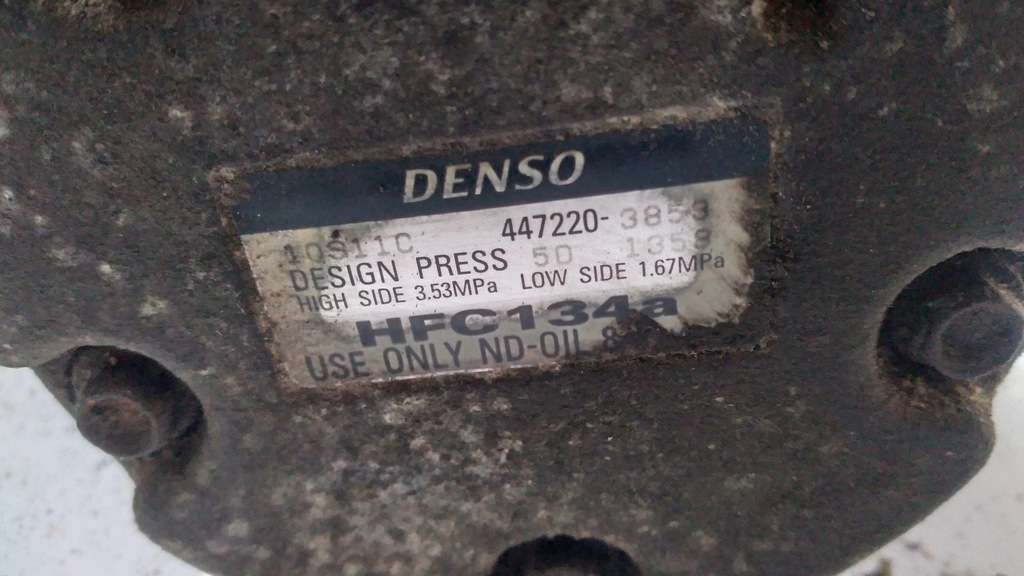 DENSO
10S11C 447220-3853
DESIGN PRESS 50 1353
HIGH SIDE 3.53MPa LOW SIDE 1.67MPa
HFC134a
USE ONLY ND-OIL 8